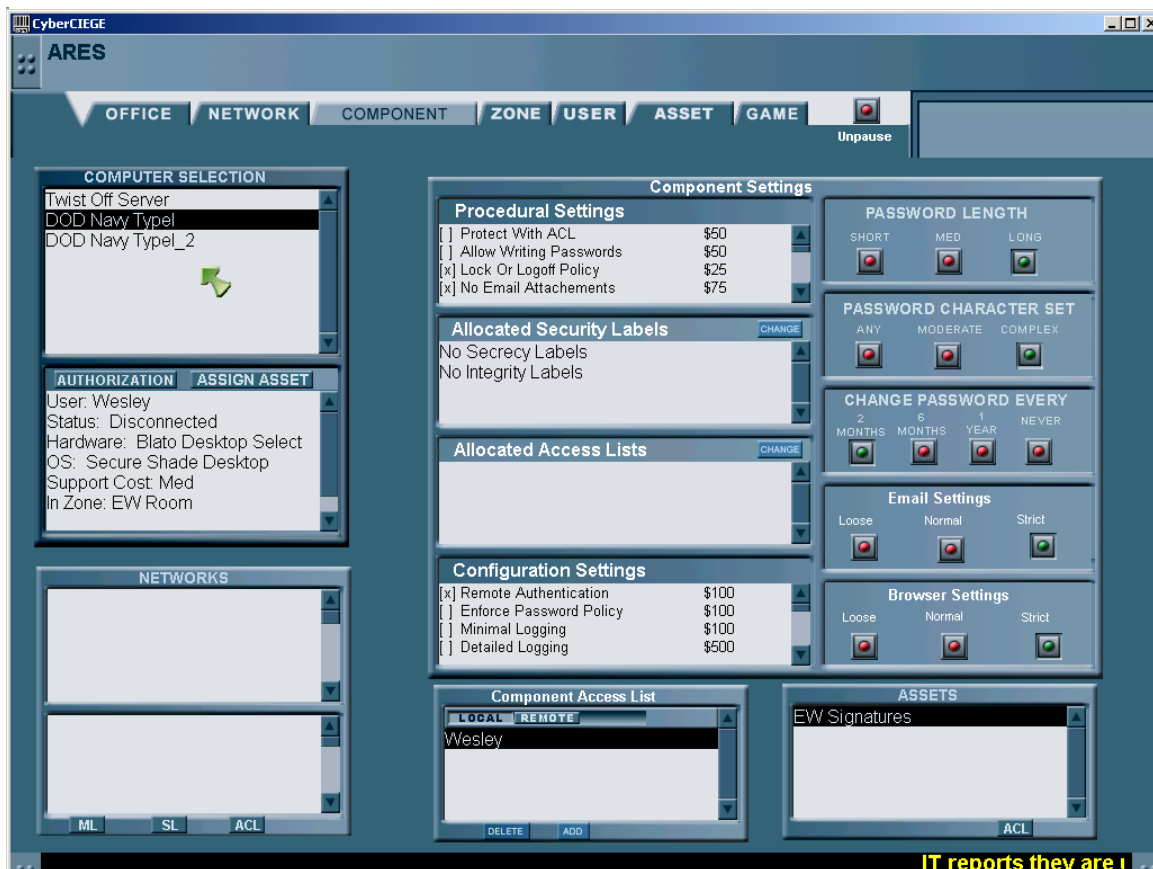 CyberCIEGE
ARES
OFFICE NETWORK COMPONENT ZONE USER ASSET GAME
Unpause
COMPUTER SELECTION
Twist Off Server
DOD Navy TypeI
DOD Navy TypeI_2
AUTHORIZATION ASSIGN ASSET
User: Wesley
Status: Disconnected
Hardware: Blato Desktop Select
OS: Secure Shade Desktop
Support Cost: Med
In Zone: EW Room
NETWORKS
ML SL ACL
Component Settings
Procedural Settings
[ ] Protect With ACL $50
[ ] Allow Writing Passwords $50
[x] Lock Or Logoff Policy $25
[x] No Email Attachements $75
Allocated Security Labels CHANGE
No Secrecy Labels
No Integrity Labels
Allocated Access Lists CHANGE
Configuration Settings
[x] Remote Authentication $100
[ ] Enforce Password Policy $100
[ ] Minimal Logging $100
[ ] Detailed Logging $500
PASSWORD LENGTH
SHORT MED LONG
PASSWORD CHARACTER SET
ANY MODERATE COMPLEX
CHANGE PASSWORD EVERY
2 MONTHS 6 MONTHS 1 YEAR NEVER
Email Settings
Loose Normal Strict
Browser Settings
Loose Normal Strict
Component Access List
LOCAL REMOTE
Wesley
DELETE ADD
ASSETS
EW Signatures
ACL
IT reports they are